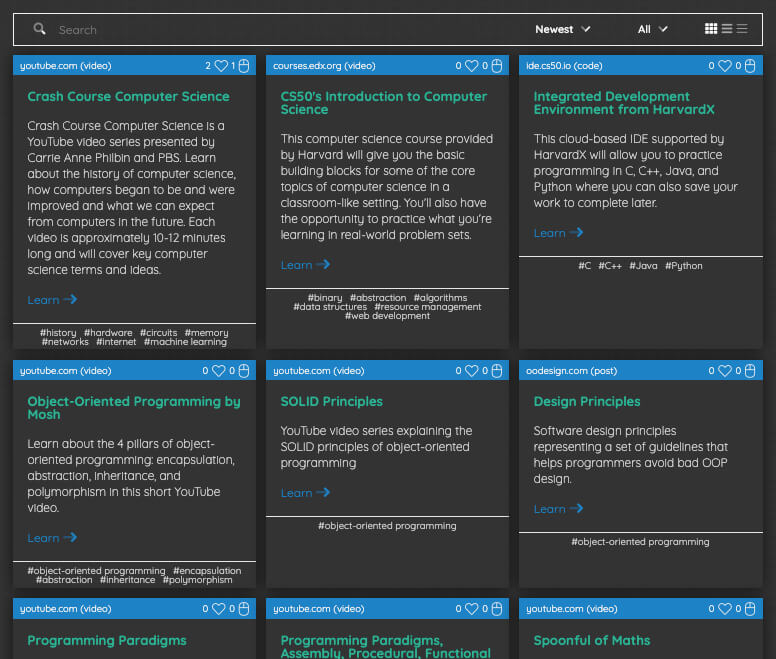 Search Newest All
youtube.com (video) 2 1
Crash Course Computer Science
Crash Course Computer Science is a
YouTube video series presented by
Carrie Anne Philbin and PBS. Learn
about the history of computer science,
how computers began to be and were
improved and what we can expect
from computers in the future. Each
video is approximately 10-12 minutes
long and will cover key computer
science terms and ideas.
Learn
#history #hardware #circuits #memory
#networks #internet #machine learning
courses.edx.org (video) 0 0
CS50's Introduction to Computer
Science
This computer science course provided
by Harvard will give you the basic
building blocks for some of the core
topics of computer science in a
classroom-like setting. You'll also have
the opportunity to practice what you're
learning in real-world problem sets.
Learn
#binary #abstraction #algorithms
#data structures #resource management
#web development
ide.cs50.io (code) 0 0
Integrated Development
Environment from HarvardX
This cloud-based IDE supported by
HarvardX will allow you to practice
programming in C, C++, Java, and
Python where you can also save your
work to complete later.
Learn
#C #C++ #Java #Python
youtube.com (video) 0 0
Object-Oriented Programming by
Mosh
Learn about the 4 pillars of object-
oriented programming: encapsulation,
abstraction, inheritance, and
polymorphism in this short YouTube
video.
Learn
#object-oriented programming #encapsulation
#abstraction #inheritance #polymorphism
youtube.com (video) 0 0
SOLID Principles
YouTube video series explaining the
SOLID principles of object-oriented
programming
Learn
#object-oriented programming
oodesign.com (post) 0 0
Design Principles
Software design principles
representing a set of guidelines that
helps programmers avoid bad OOP
design.
Learn
#object-oriented programming
youtube.com (video) 0 0
Programming Paradigms
youtube.com (video) 0 0
Programming Paradigms,
Assembly, Procedural, Functional
youtube.com (video) 0 0
Spoonful of Maths